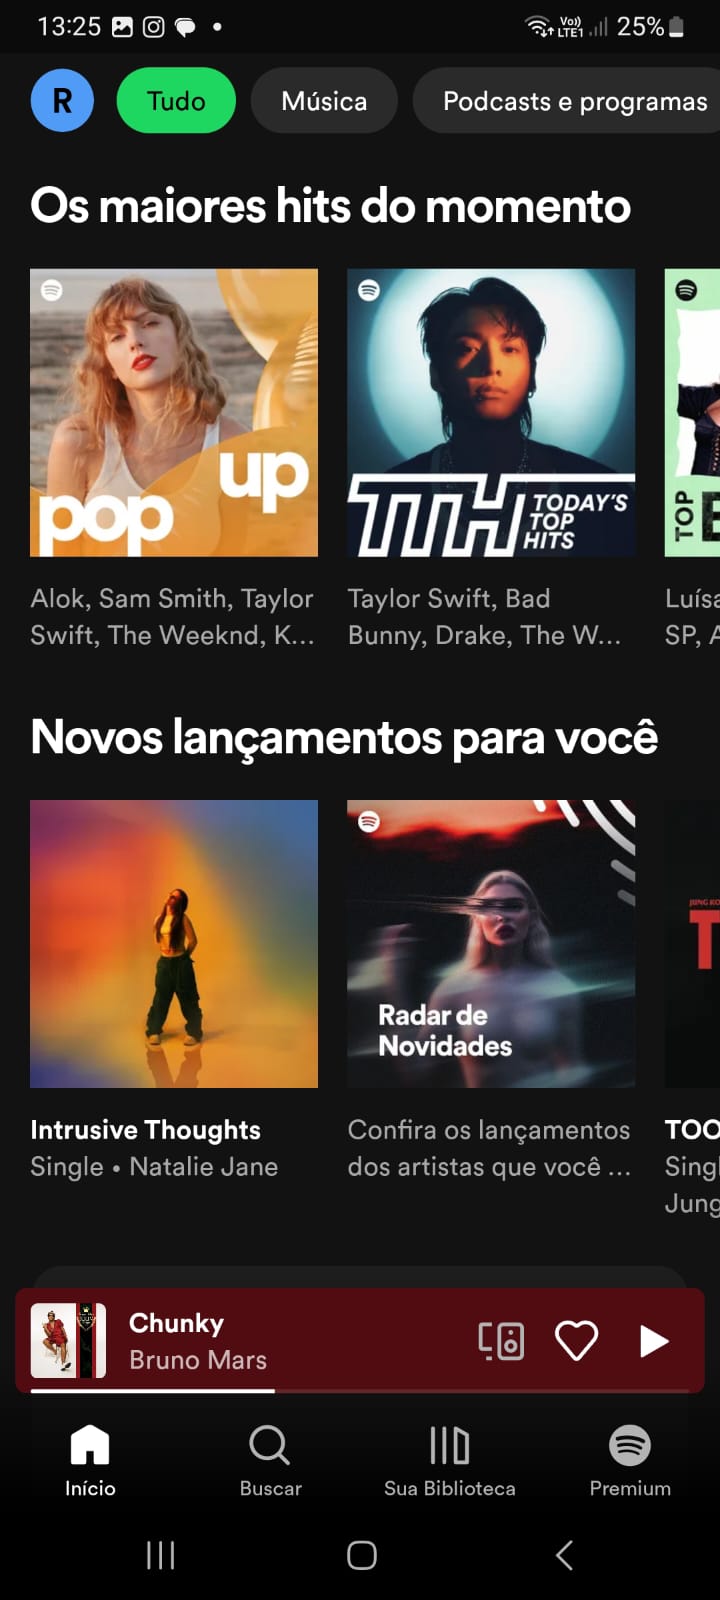 13:25
Vo))
LTE1
25%
R
Tudo
Música
Podcasts e programas
Os maiores hits do momento
pop
up
TTH
TODAY'S
TOP
HITS
TOP
Alok, Sam Smith, Taylor
Swift, The Weeknd, K...
Taylor Swift, Bad
Bunny, Drake, The W...
Luísa
SP, A
Novos lançamentos para você
Radar de
Novidades
JUNG KO
T
Intrusive Thoughts
Single • Natalie Jane
Confira os lançamentos
dos artistas que você ...
TOO
Singl
Jung
Chunky
Bruno Mars
Início
Buscar
Sua Biblioteca
Premium